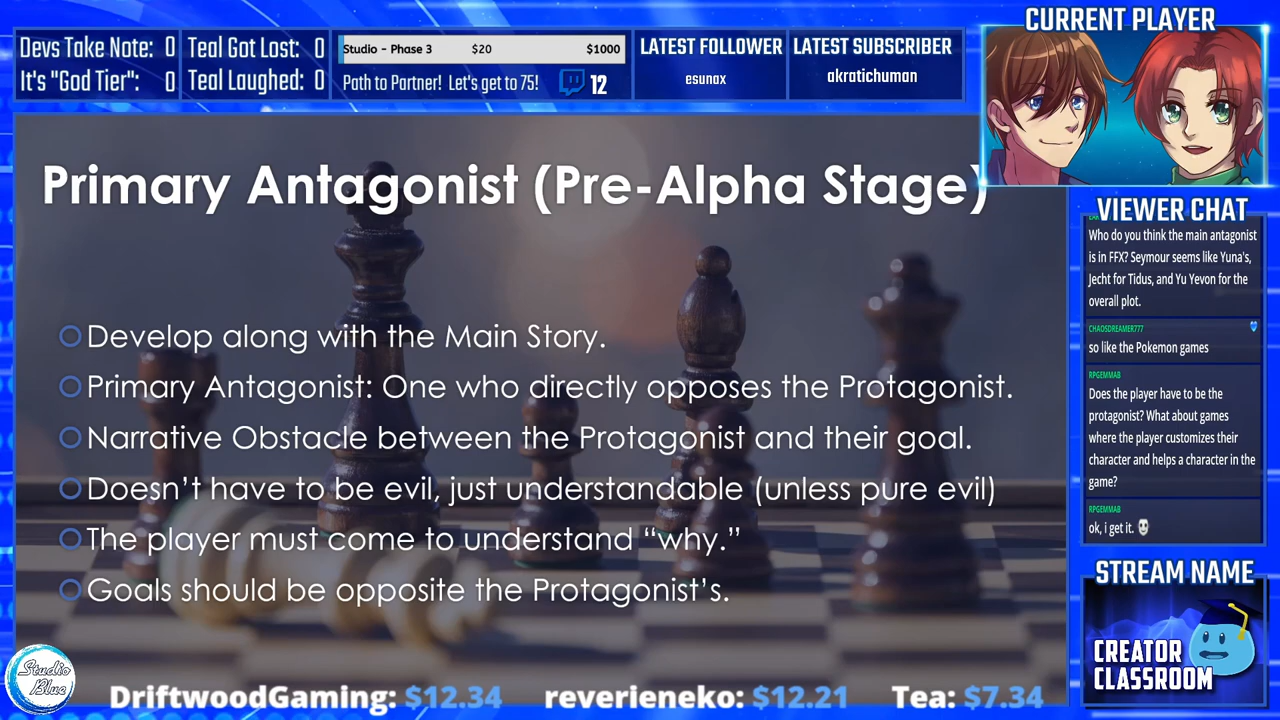 CURRENT PLAYER
Devs Take Note: 0
It's "God Tier": 0
Teal Got Lost: 0
Teal Laughed: 0
Studio - Phase 3 $20 $1000
Path to Partner! Let's get to 75! 12
LATEST FOLLOWER
esunax
LATEST SUBSCRIBER
akratichuman
Primary Antagonist (Pre-Alpha Stage)
Develop along with the Main Story.
Primary Antagonist: One who directly opposes the Protagonist.
Narrative Obstacle between the Protagonist and their goal.
Doesn't have to be evil, just understandable (unless pure evil)
The player must come to understand “why.”
Goals should be opposite the Protagonist's.
VIEWER CHAT
Who do you think the main antagonist
is in FFX? Seymour seems like Yuna's,
Jecht for Tidus, and Yu Yevon for the
overall plot.
CHAOSDREAMER777
so like the Pokemon games
RPGEMMAB
Does the player have to be the
protagonist? What about games
where the player customizes their
character and helps a character in the
game?
RPGEMMAB
ok, i get it.
STREAM NAME
CREATOR
CLASSROOM
Studio
Blue
DriftwoodGaming: $12.34 reverieneko: $12.21 Tea: $7.34